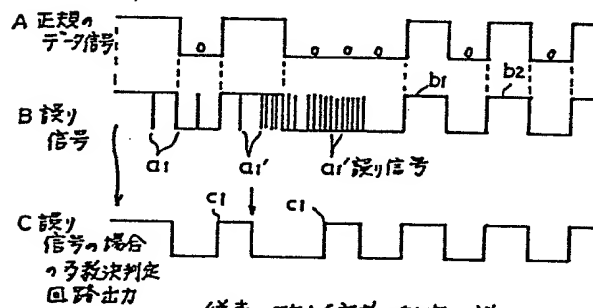 A 正規の
データ信号
0 0 0 0 0 0
b1 b2
B 誤り
信号
a1 a1' a1'誤り信号
c1 c1
C 誤り
信号の場合
の多数決判定
回路出力